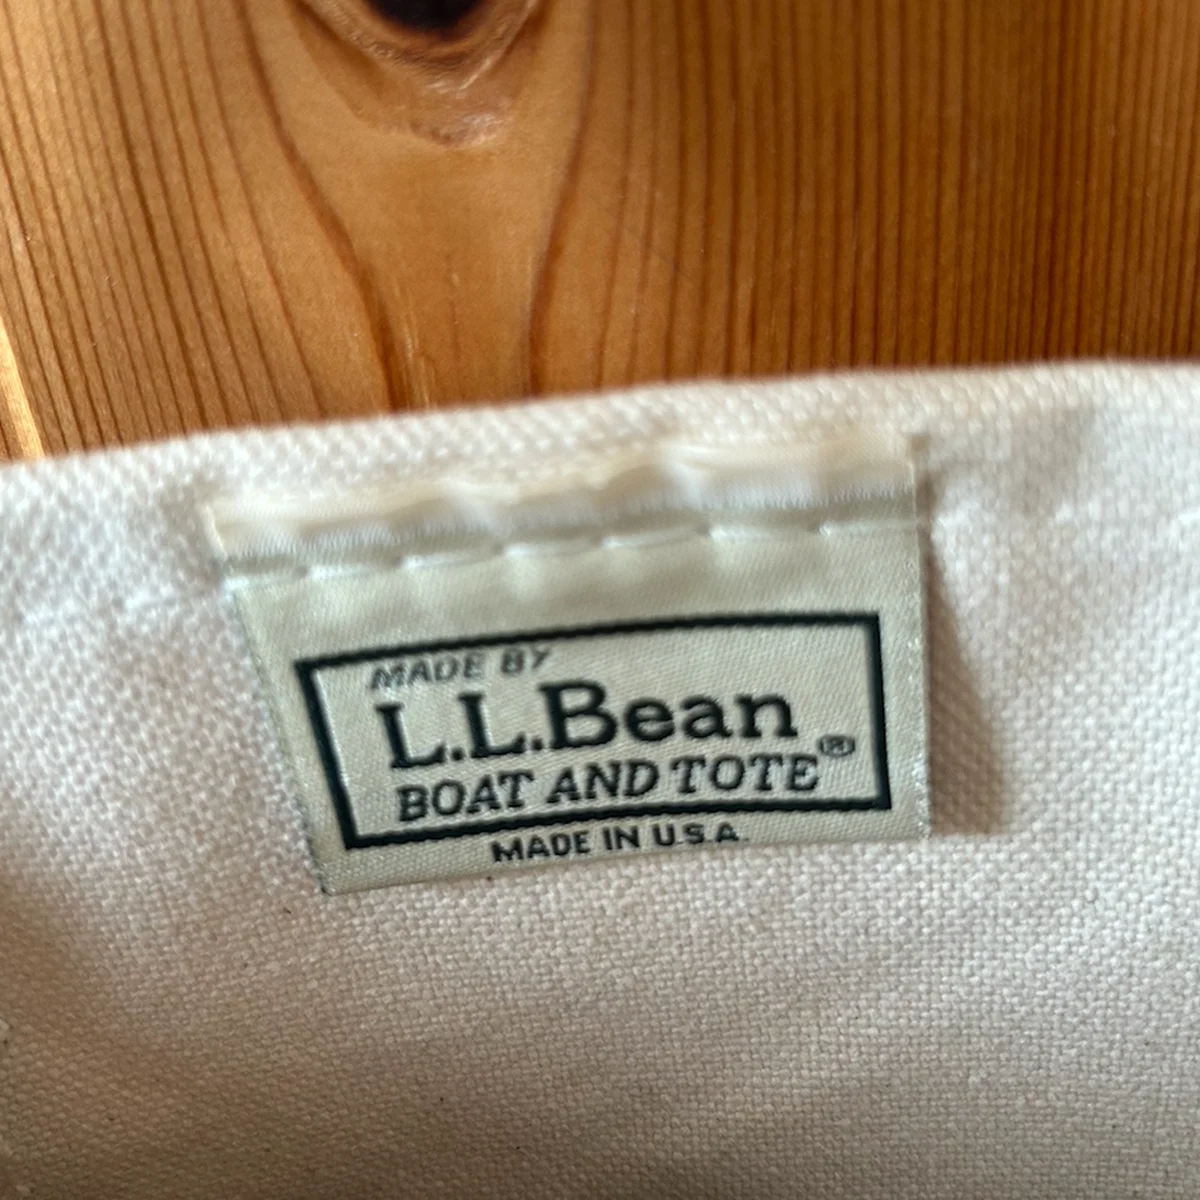 MADE BY
L.L.Bean
BOAT AND TOTE®
MADE IN U.S.A.